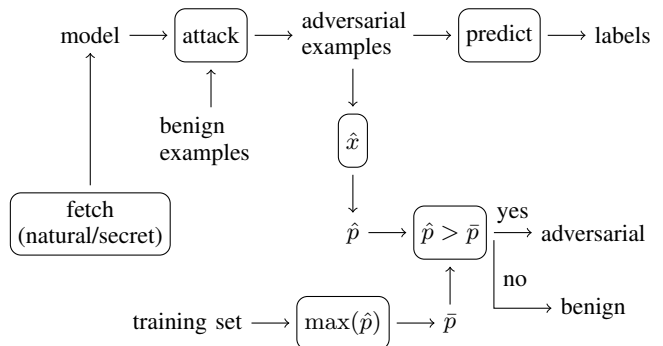 model
attack
adversarial
examples
predict
labels
benign
examples
x̂
fetch
(natural/secret)
p̂
p̂ > p̄
yes
adversarial
no
benign
training set
max(p̂)
p̄